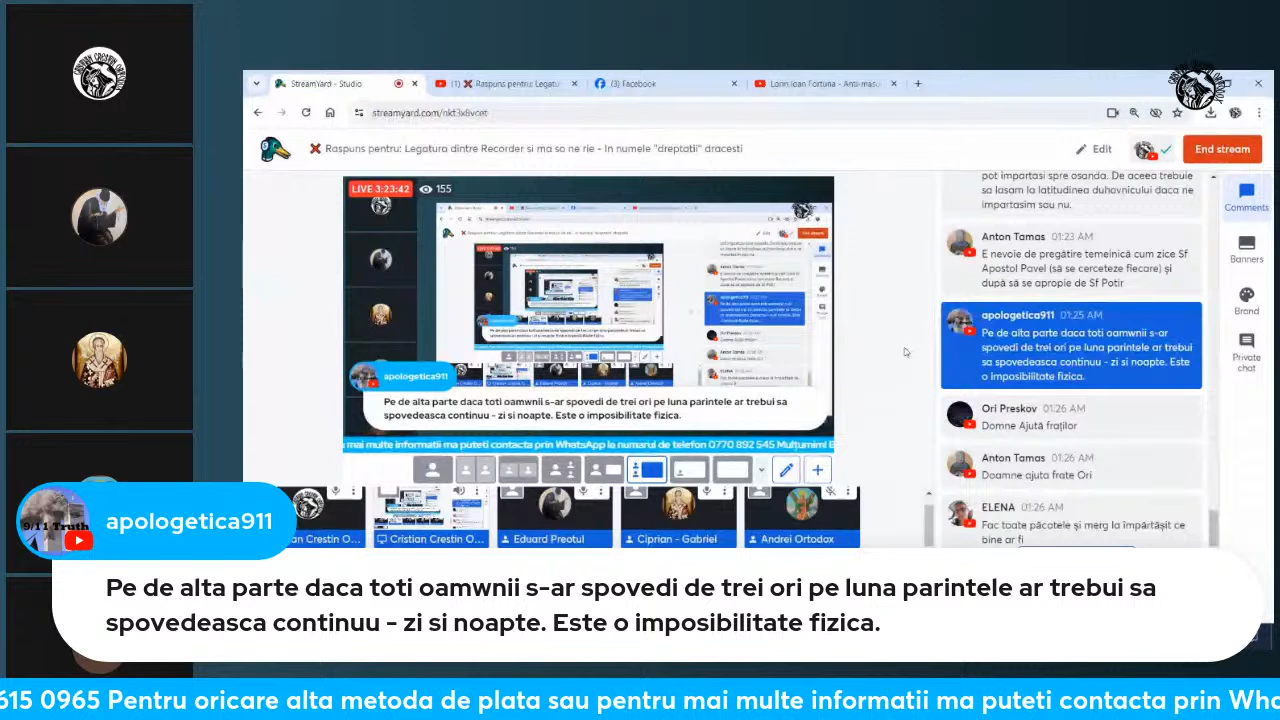 StreamYard - Studio
(1) ❌ Raspuns pentru: Legatu
(3) Facebook
Lorin Ioan Fortuna - Anti-masu
streamyard.com/nkt3x6vcet
❌ Raspuns pentru: Legatura dintre Recorder si ma so ne rie - In numele "dreptatii" dracesti
Edit
End stream
LIVE 3:23:42
155
pot impartasi spre osanda. De aceea trebuie
sa lasam la latitudinea duhovnicului daca ne
impartasim sau nu.
Anton Tamas 01:23 AM
E nevoie de pregătire temeinică cum zice Sf
Apostol Pavel (să se cerceteze fiecare) și
după să se apropie de Sf Potir
apologetica911 01:25 AM
Pe de alta parte daca toti oamwnii s-ar
spovedi de trei ori pe luna parintele ar trebui
sa spovedeasca continuu - zi si noapte. Este
o imposibilitate fizica.
Ori Preskov 01:26 AM
Domne Ajută fraților
Anton Tamas 01:26 AM
Doamne ajuta frate Ori
ELENA 01:26 AM
Fac toate păcotele și merg la împărtășit ce
bine ar fi
Comments
Banners
Brand
Private
chat
apologetica911
Pe de alta parte daca toti oamwnii s-ar spovedi de trei ori pe luna parintele ar trebui sa
spovedeasca continuu - zi si noapte. Este o imposibilitate fizica.
mai multe informatii ma puteti contacta prin WhatsApp la numarul de telefon 0770 892 545 Multumim!
an Crestin O...
Cristian Crestin O...
Eduard Preotul
Ciprian - Gabriel
Andrei Ortodox
9/11 Truth
apologetica911
Pe de alta parte daca toti oamwnii s-ar spovedi de trei ori pe luna parintele ar trebui sa
spovedeasca continuu - zi si noapte. Este o imposibilitate fizica.
615 0965 Pentru oricare alta metoda de plata sau pentru mai multe informatii ma puteti contacta prin Wha